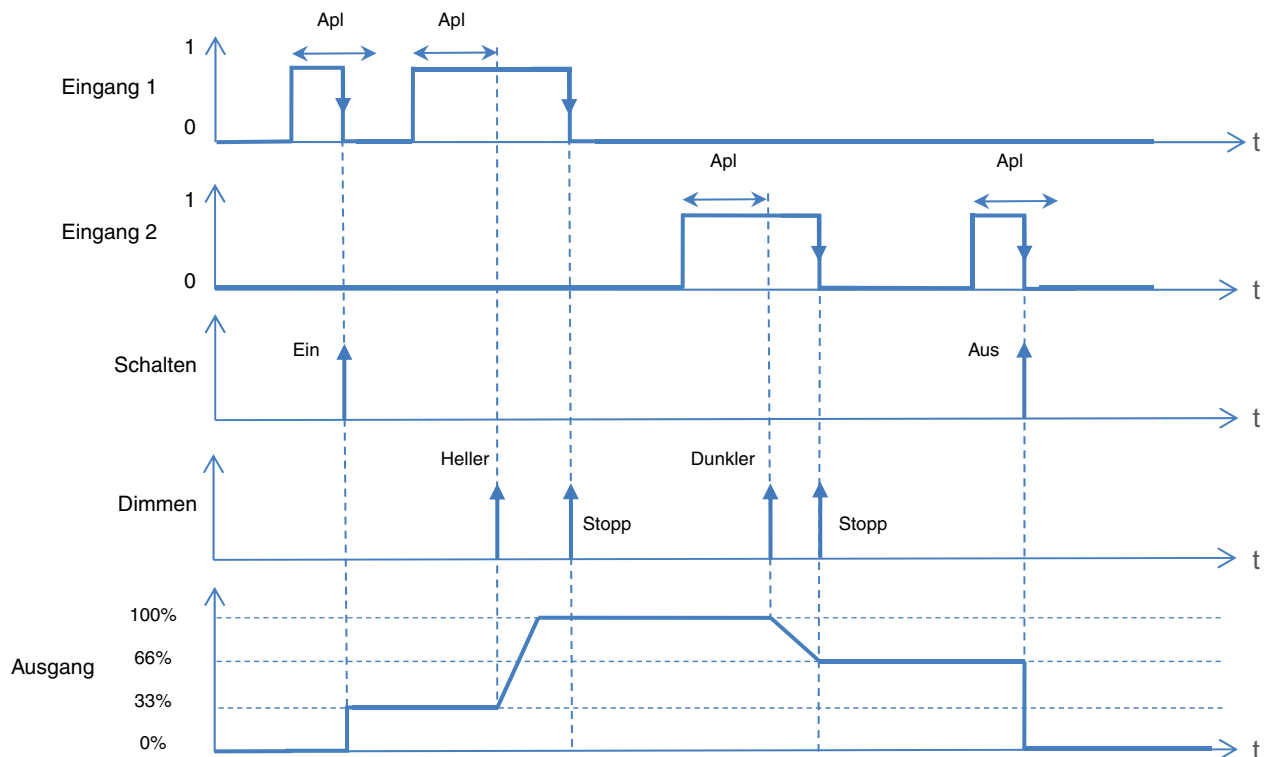 Apl
Apl
1
Eingang 1
0
t
Apl
Apl
1
Eingang 2
0
t
Ein
Aus
Schalten
t
Heller
Dunkler
Dimmen
Stopp
Stopp
t
100%
66%
Ausgang
33%
0%
t